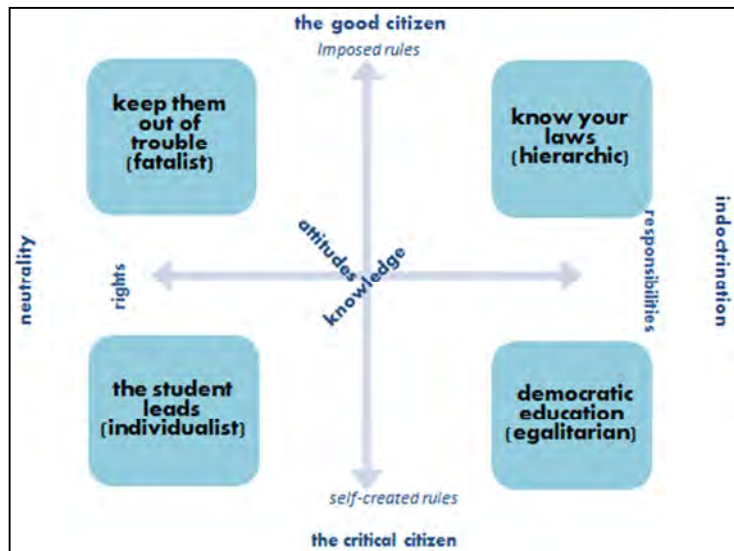 the good citizen
Imposed rules
keep them
out of
trouble
(fatalist)
know your
laws
(hierarchic)
neutrality
rights
attitudes
knowledge
responsibilities
indoctrination
the student
leads
(individualist)
democratic
education
(egalitarian)
self-created rules
the critical citizen